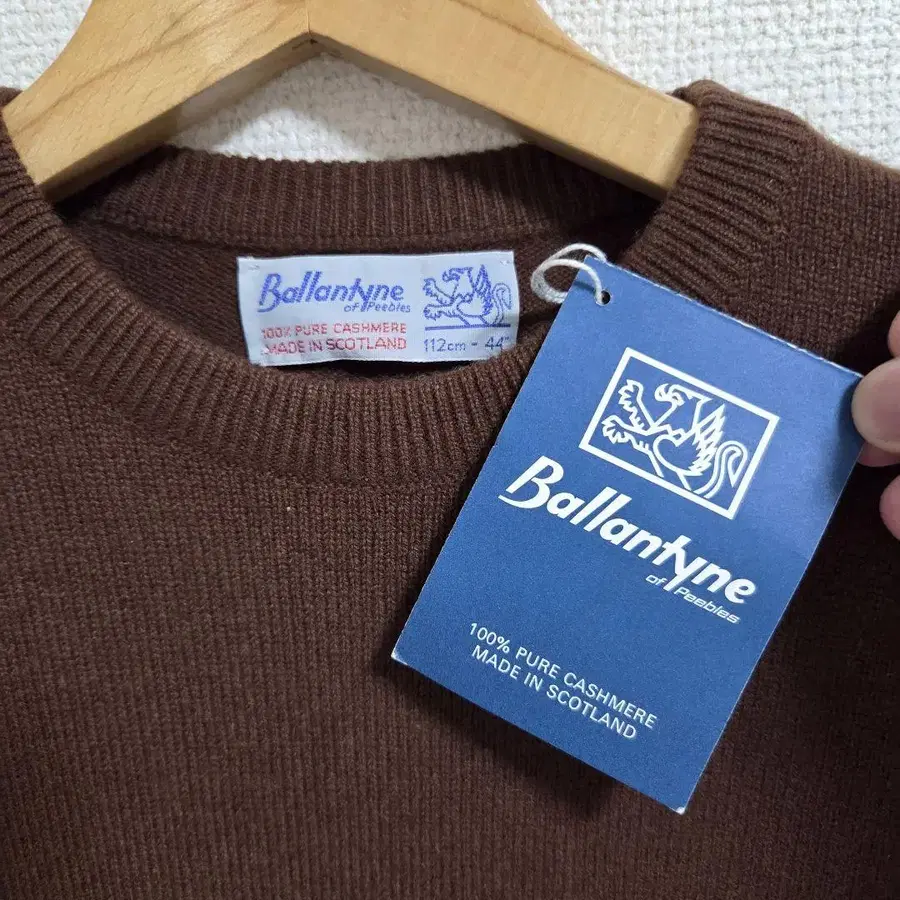 Ballantyne
of Peebles
100% PURE CASHMERE
MADE IN SCOTLAND
112cm - 44"
Ballantyne
of Peebles
100% PURE CASHMERE
MADE IN SCOTLAND